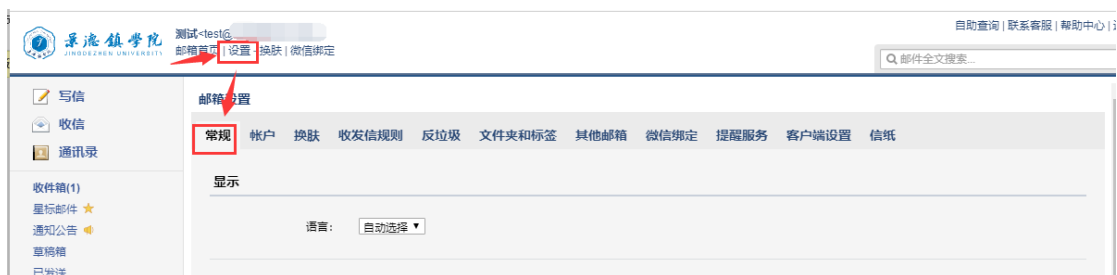 景德镇学院
JINGDEZHEN UNIVERSITY
测试<test@
邮箱首页 | 设置 - 换肤 | 微信绑定
自助查询 | 联系客服 | 帮助中心 |
邮件全文搜索...
写信
收信
通讯录
收件箱(1)
星标邮件
通知公告
草稿箱
已发送
邮箱设置
常规 帐户 换肤 收发信规则 反垃圾 文件夹和标签 其他邮箱 微信绑定 提醒服务 客户端设置 信纸
显示
语言: 自动选择